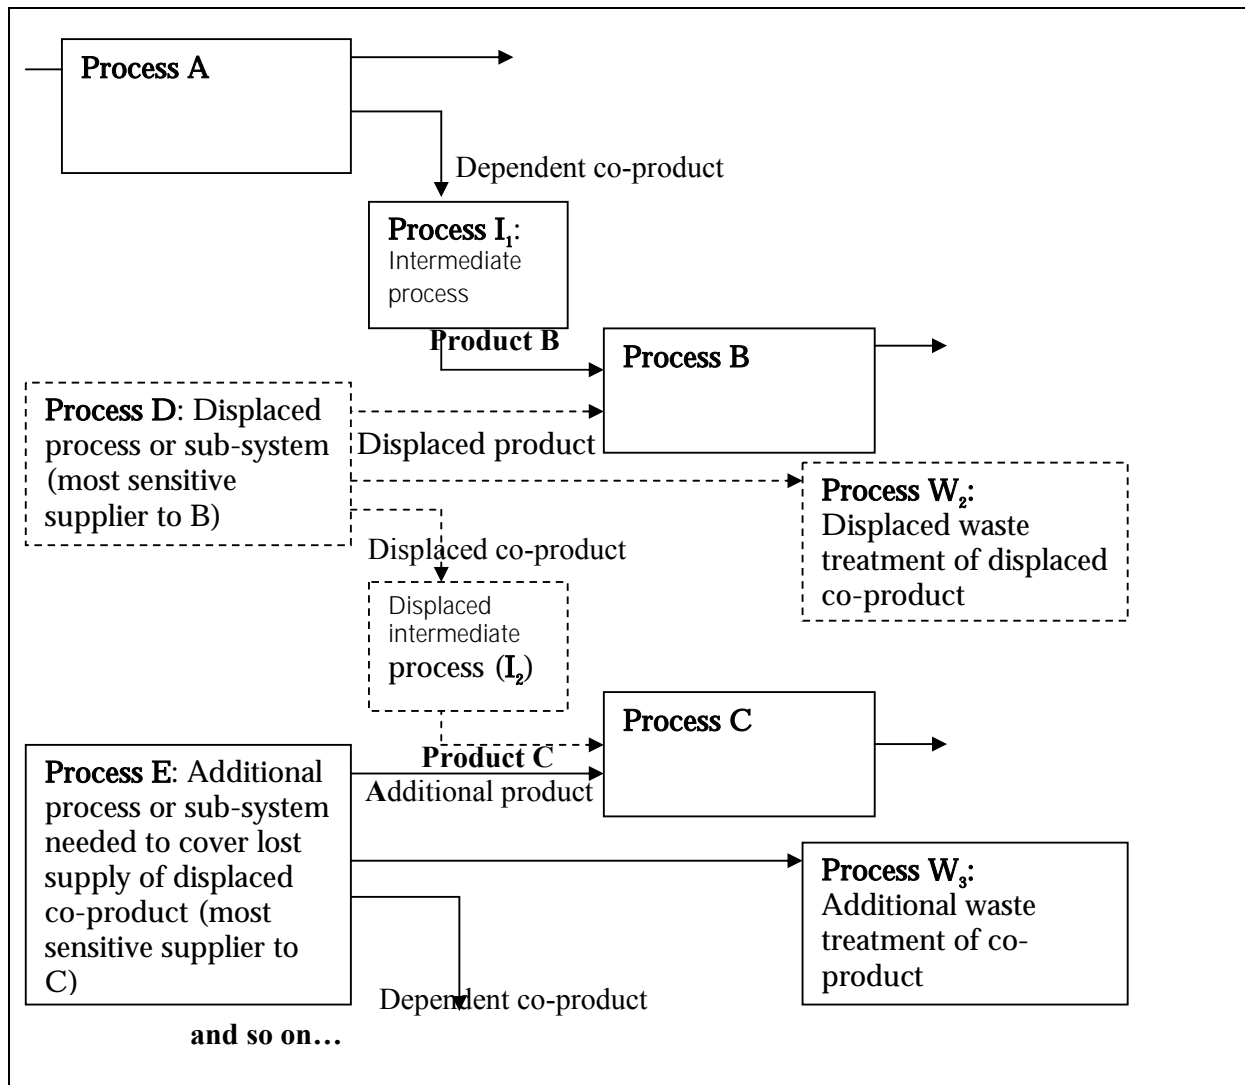 Process A
Dependent co-product
Process I₁:
Intermediate
process
Product B
Process B
Process D: Displaced
process or sub-system
(most sensitive
supplier to B)
Displaced product
Process W₂:
Displaced waste
treatment of displaced
co-product
Displaced co-product
Displaced
intermediate
process (I₂)
Process C
Product C
Additional product
Process E: Additional
process or sub-system
needed to cover lost
supply of displaced
co-product (most
sensitive supplier to
C)
Process W₃:
Additional waste
treatment of co-
product
Dependent co-product
and so on…